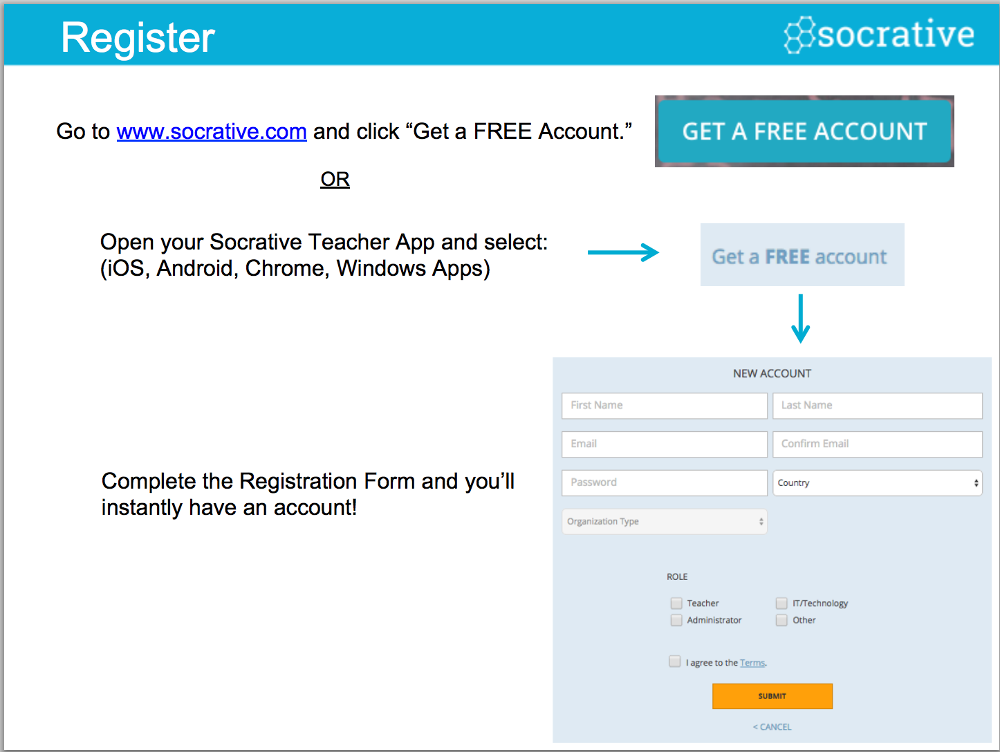 Register
socrative
Go to www.socrative.com and click “Get a FREE Account.”
GET A FREE ACCOUNT
OR
Open your Socrative Teacher App and select:
(iOS, Android, Chrome, Windows Apps)
Get a FREE account
Complete the Registration Form and you’ll
instantly have an account!
NEW ACCOUNT
First Name
Last Name
Email
Confirm Email
Password
Country
Organization Type
ROLE
Teacher
IT/Technology
Administrator
Other
I agree to the Terms.
SUBMIT
< CANCEL